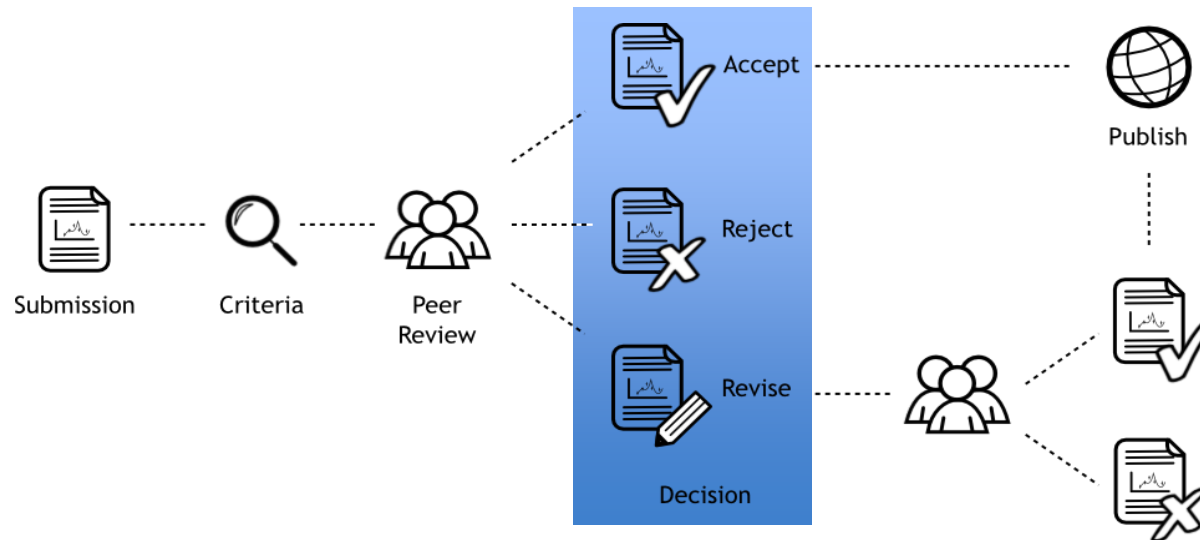 Submission
Criteria
Peer
Review
Accept
Reject
Revise
Decision
Publish